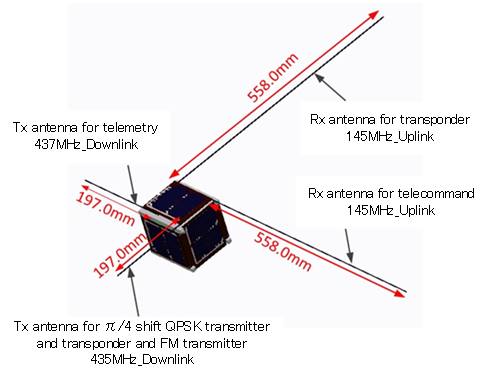 558.0mm
Rx antenna for transponder
145MHz_Uplink
Tx antenna for telemetry
437MHz_Downlink
197.0mm
Rx antenna for telecommand
145MHz_Uplink
197.0mm
558.0mm
Tx antenna for π/4 shift QPSK transmitter
and transponder and FM transmitter
435MHz_Downlink